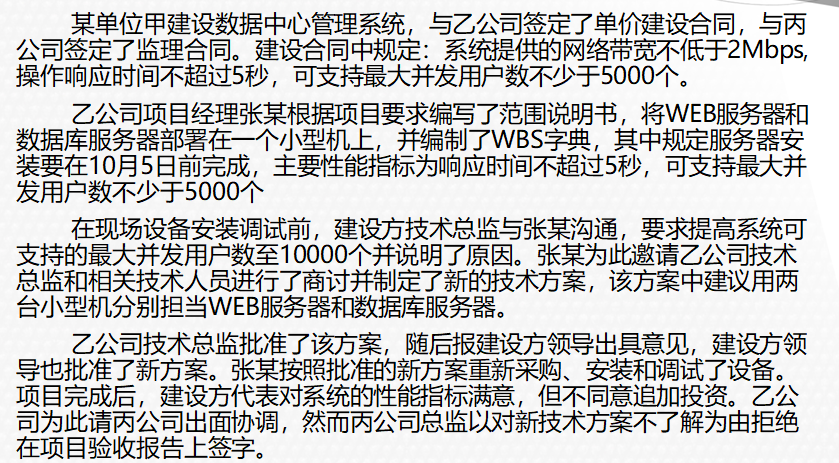 某单位甲建设数据中心管理系统，与乙公司签定了单价建设合同，与丙
公司签定了监理合同。建设合同中规定：系统提供的网络带宽不低于2Mbps,
操作响应时间不超过5秒，可支持最大并发用户数不少于5000个。
乙公司项目经理张某根据项目要求编写了范围说明书，将WEB服务器和
数据库服务器部署在一个小型机上，并编制了WBS字典，其中规定服务器安
装要在10月5日前完成，主要性能指标为响应时间不超过5秒，可支持最大并
发用户数不少于5000个
在现场设备安装调试前，建设方技术总监与张某沟通，要求提高系统可
支持的最大并发用户数至10000个并说明了原因。张某为此邀请乙公司技术
总监和相关技术人员进行了商讨并制定了新的技术方案，该方案中建议用两
台小型机分别担当WEB服务器和数据库服务器。
乙公司技术总监批准了该方案，随后报建设方领导出具意见，建设方领
导也批准了新方案。张某按照批准的新方案重新采购、安装和调试了设备。
项目完成后，建设方代表对系统的性能指标满意，但不同意追加投资。乙公
司为此请丙公司出面协调，然而丙公司总监以对新技术方案不了解为由拒绝
在项目验收报告上签字。